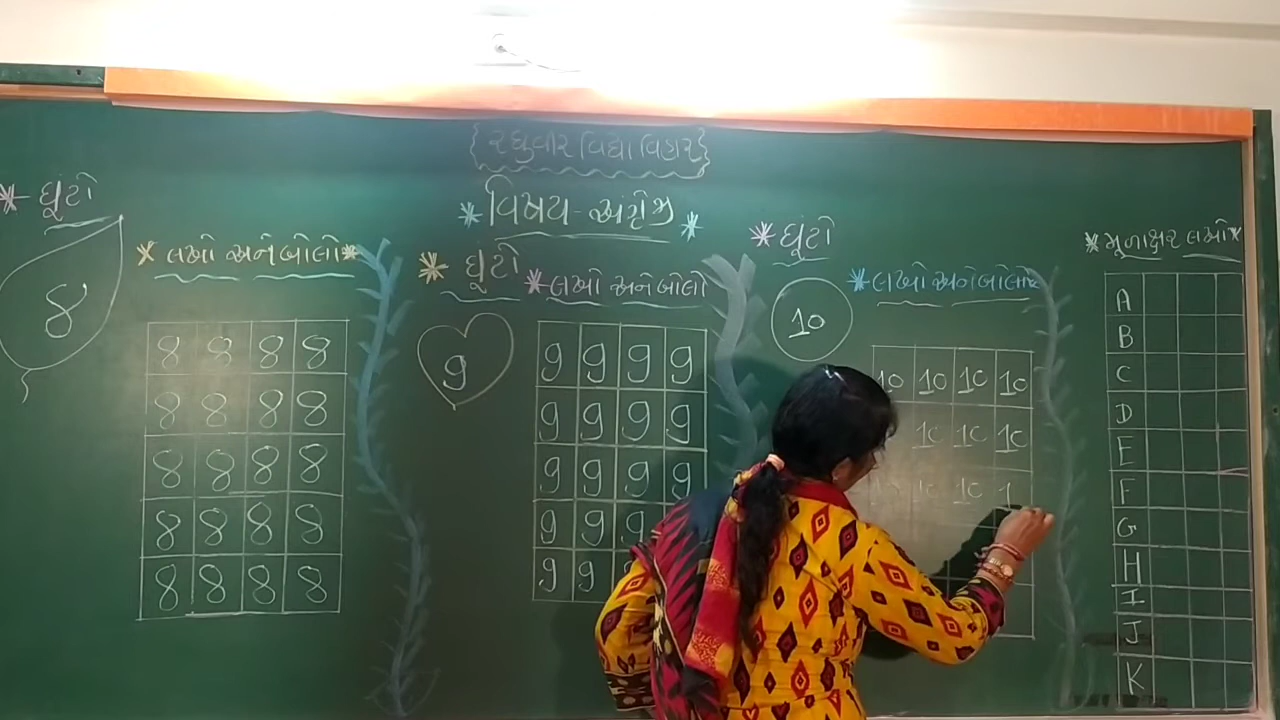 રઘુવીર વિદ્યા વિહાર
* વિષય - અંગ્રેજી *
* ઘૂંટો
8
* લખો અને બોલો *
8 8 8 8
8 8 8 8
8 8 8 8
8 8 8 8
8 8 8 8
* ઘૂંટો
9
* લખો અને બોલો
9 9 9 9
9 9 9 9
9 9 9 9
9 9 9
9 9
* ઘૂંટો
10
* લખો અને બોલો *
10 10 10 10
10 10 10
10 10 1
* મૂળાક્ષર લખો *
A
B
C
D
E
F
G
H
I
J
K